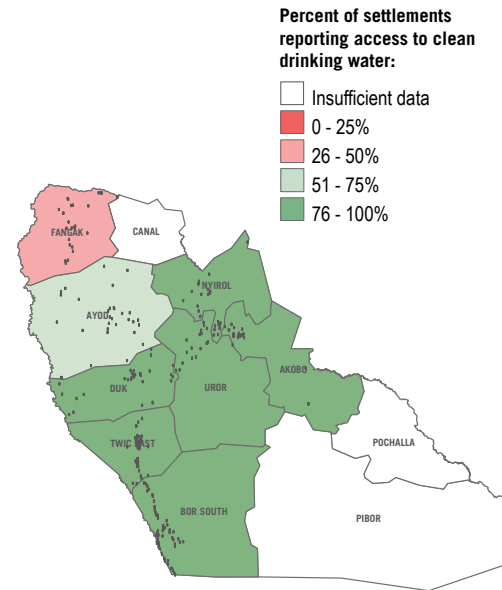 Percent of settlements
reporting access to clean
drinking water:
Insufficient data
0 - 25%
26 - 50%
51 - 75%
76 - 100%
FANGAK
CANAL
NYIROL
AYOD
AKOBO
DUK
UROR
TWIC EAST
POCHALLA
BOR SOUTH
PIBOR